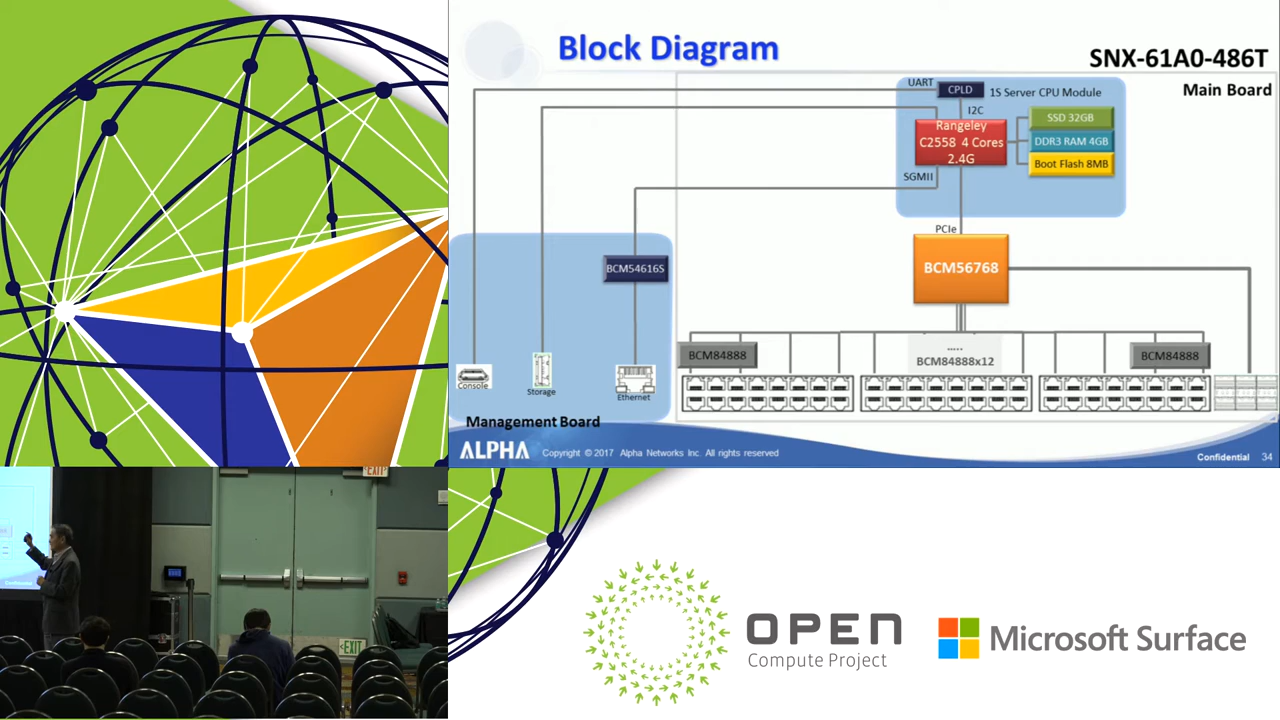 Block Diagram
SNX-61A0-486T
Main Board
UART
CPLD
1S Server CPU Module
I2C
Rangeley
C2558 4 Cores
2.4G
SSD 32GB
DDR3 RAM 4GB
Boot Flash 8MB
SGMII
PCIe
BCM54616S
BCM56768
BCM84888
.....
BCM84888x12
BCM84888
Console
Storage
Ethernet
Management Board
ALPHA
Copyright © 2017 Alpha Networks Inc. All rights reserved
Confidential 34
EXIT
Confidential
EXIT
OPEN
Compute Project
Microsoft Surface